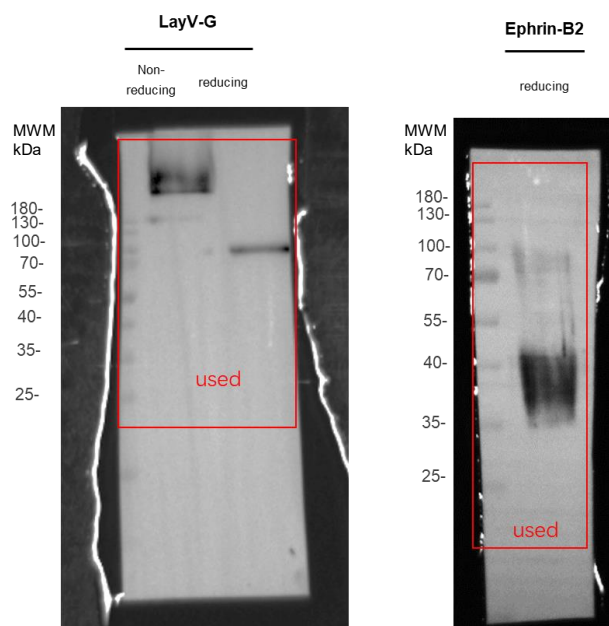 LayV-G
Non-
reducing
reducing
MWM
kDa
180-
130-
100-
70-
55-
40-
35-
25-
used
Ephrin-B2
reducing
MWM
kDa
180-
130-
100-
70-
55-
40-
35-
25-
used